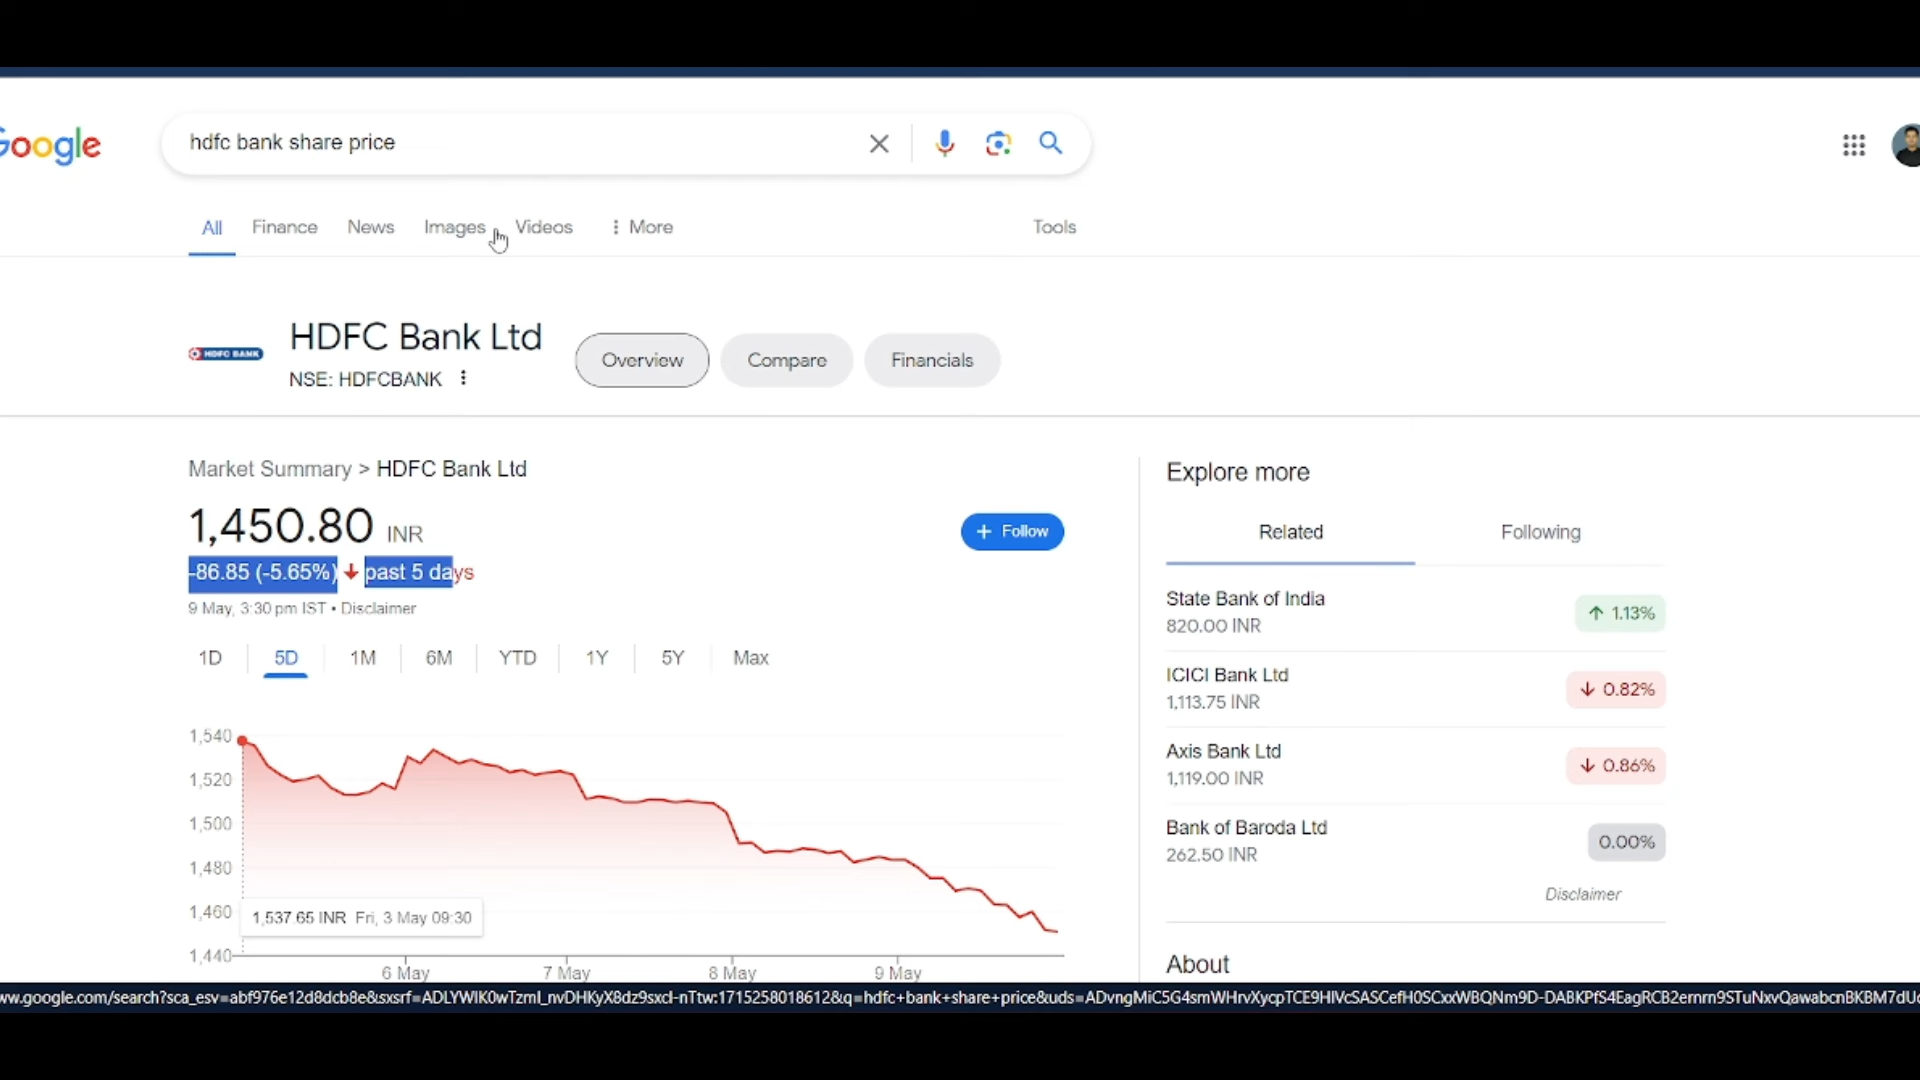 Google
hdfc bank share price
All Finance News Images Videos More Tools
HDFC BANK
HDFC Bank Ltd
NSE: HDFCBANK
Overview Compare Financials
Market Summary > HDFC Bank Ltd
1,450.80 INR
+ Follow
-86.85 (-5.65%) past 5 days
9 May, 3:30 pm IST • Disclaimer
1D 5D 1M 6M YTD 1Y 5Y Max
1,540
1,520
1,500
1,480
1,460
1,440
1,537.65 INR Fri, 3 May 09:30
6 May 7 May 8 May 9 May
Explore more
Related Following
State Bank of India
820.00 INR
↑ 1.13%
ICICI Bank Ltd
1,113.75 INR
↓ 0.82%
Axis Bank Ltd
1,119.00 INR
↓ 0.86%
Bank of Baroda Ltd
262.50 INR
0.00%
Disclaimer
About